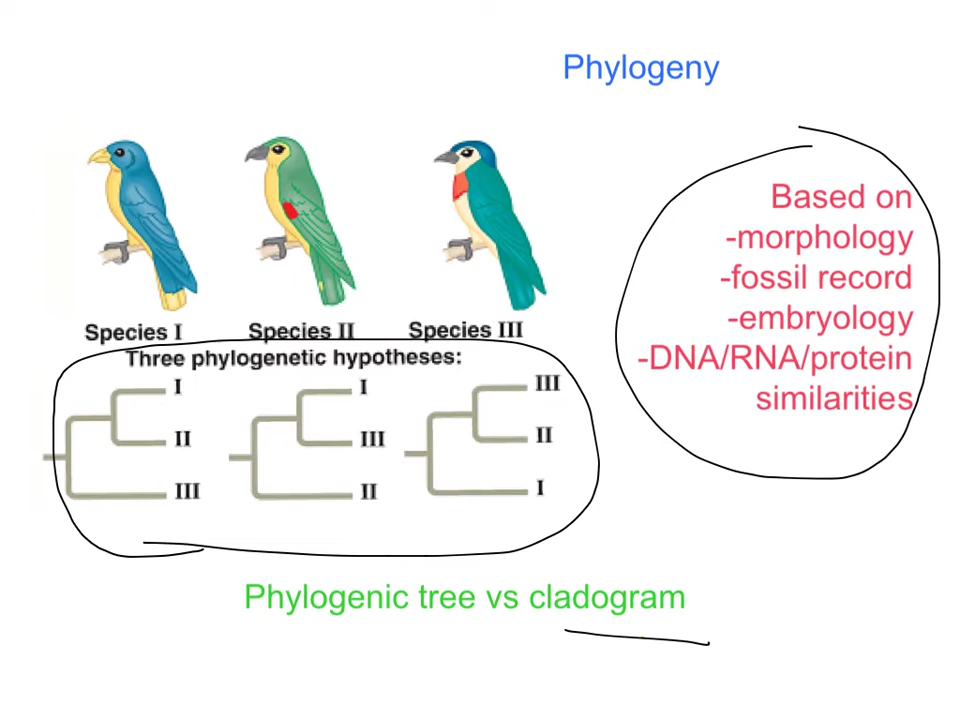 Phylogeny
Based on
-morphology
-fossil record
-embryology
-DNA/RNA/protein
similarities
Species I
Species II
Species III
Three phylogenetic hypotheses:
I
II
III
I
III
II
III
II
I
Phylogenic tree vs cladogram